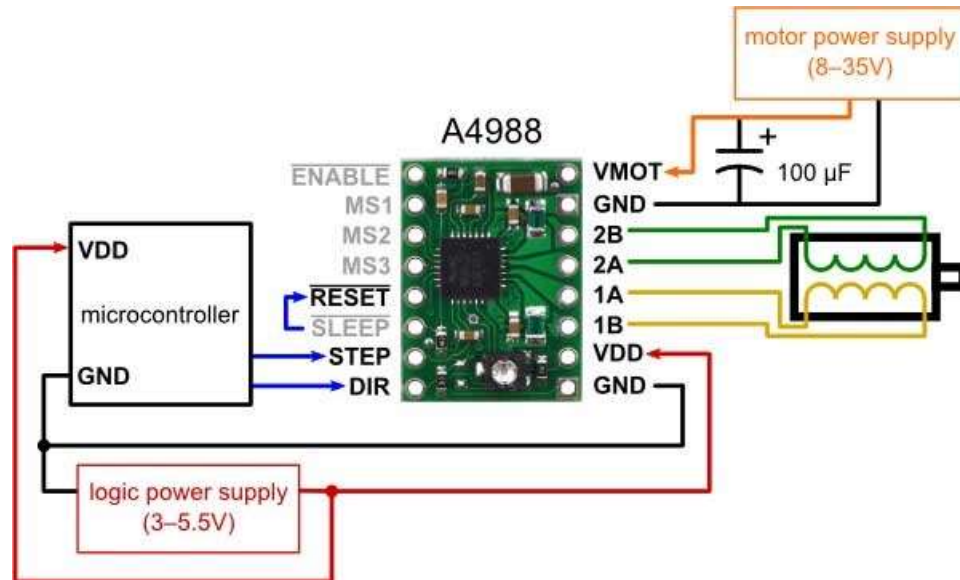 motor power supply
(8–35V)
A4988
ENABLE
VMOT
+
100 µF
MS1
GND
MS2
2B
MS3
2A
RESET
1A
SLEEP
1B
STEP
VDD
DIR
GND
VDD
microcontroller
GND
logic power supply
(3–5.5V)